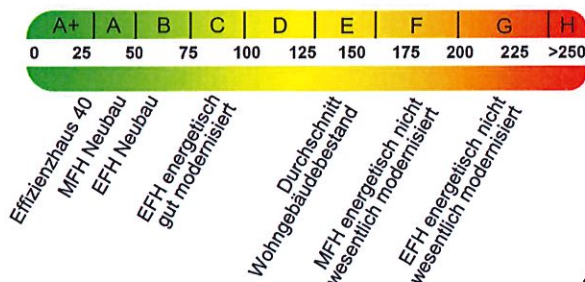 A+ B C D E F G H
0 25 50 75 100 125 150 175 200 225 >250
Effizienzhaus 40
MFH Neubau
EFH Neubau
EFH energetisch
gut modernisiert
Durchschnitt
Wohngebäudebestand
MFH energetisch nicht
wesentlich modernisiert
EFH energetisch nicht
wesentlich modernisiert